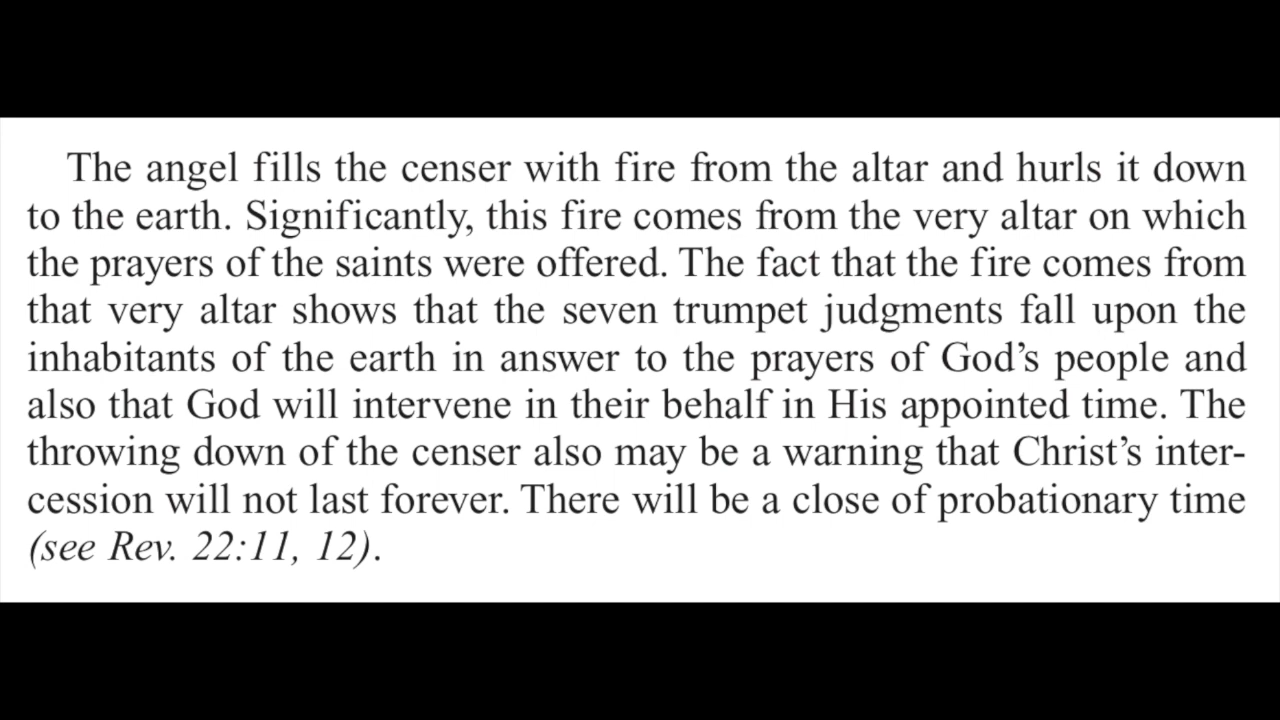 The angel fills the censer with fire from the altar and hurls it down
to the earth. Significantly, this fire comes from the very altar on which
the prayers of the saints were offered. The fact that the fire comes from
that very altar shows that the seven trumpet judgments fall upon the
inhabitants of the earth in answer to the prayers of God’s people and
also that God will intervene in their behalf in His appointed time. The
throwing down of the censer also may be a warning that Christ’s inter-
cession will not last forever. There will be a close of probationary time
(see Rev. 22:11, 12).